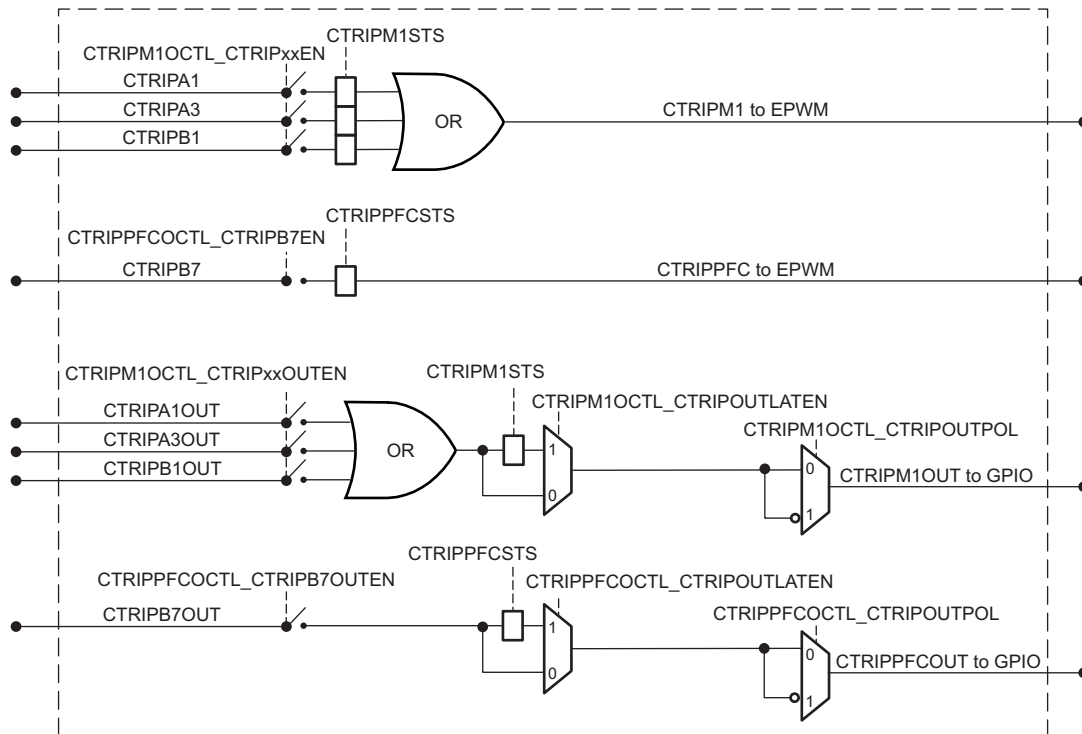 CTRIPM1STS
CTRIPM1OCTL_CTRIPxxEN
CTRIPA1
CTRIPA3
CTRIPB1
OR
CTRIPM1 to EPWM
CTRIPPFCSTS
CTRIPPFCOCTL_CTRIPB7EN
CTRIPB7
CTRIPPFC to EPWM
CTRIPM1OCTL_CTRIPxxOUTEN
CTRIPA1OUT
CTRIPA3OUT
CTRIPB1OUT
OR
CTRIPM1STS
CTRIPM1OCTL_CTRIPOUTLATEN
1
0
CTRIPM1OCTL_CTRIPOUTPOL
0
1
CTRIPM1OUT to GPIO
CTRIPPFCOCTL_CTRIPB7OUTEN
CTRIPB7OUT
CTRIPPFCSTS
CTRIPPFCOCTL_CTRIPOUTLATEN
1
0
CTRIPPFCOCTL_CTRIPOUTPOL
0
1
CTRIPPFCOUT to GPIO